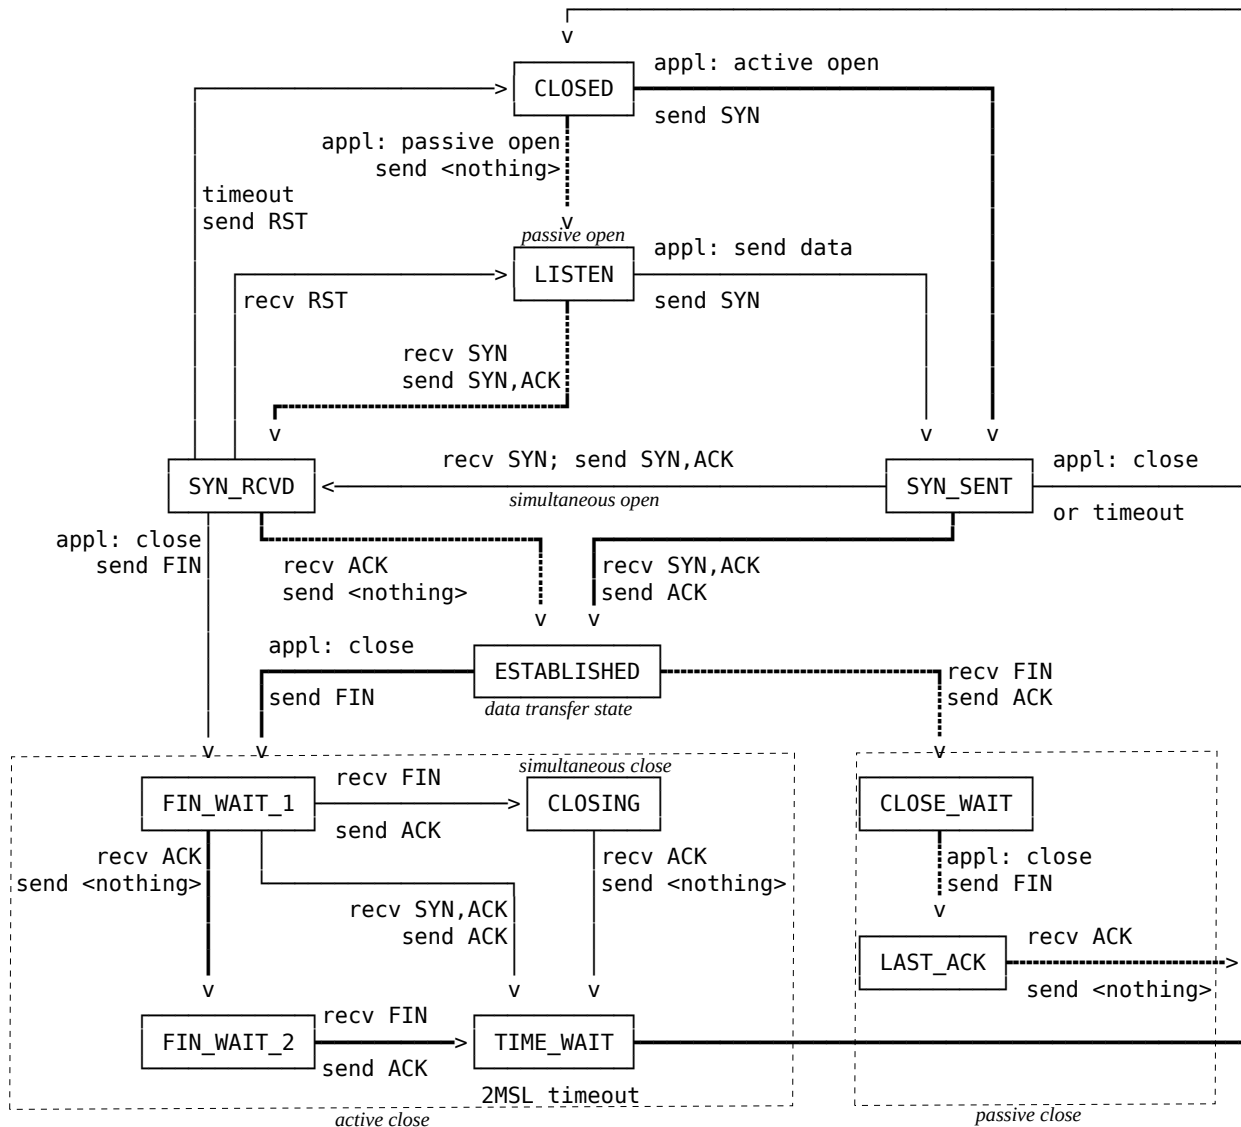 CLOSED
appl: active open
send SYN
appl: passive open
send <nothing>
timeout
send RST
passive open
LISTEN
appl: send data
send SYN
recv RST
recv SYN
send SYN,ACK
SYN_RCVD
recv SYN; send SYN,ACK
simultaneous open
SYN_SENT
appl: close
or timeout
appl: close
send FIN
recv ACK
send <nothing>
recv SYN,ACK
send ACK
appl: close
send FIN
ESTABLISHED
data transfer state
recv FIN
send ACK
FIN_WAIT_1
recv FIN
send ACK
simultaneous close
CLOSING
CLOSE_WAIT
recv ACK
send <nothing>
recv SYN,ACK
send ACK
recv ACK
send <nothing>
appl: close
send FIN
LAST_ACK
recv ACK
send <nothing>
FIN_WAIT_2
recv FIN
send ACK
TIME_WAIT
2MSL timeout
active close
passive close